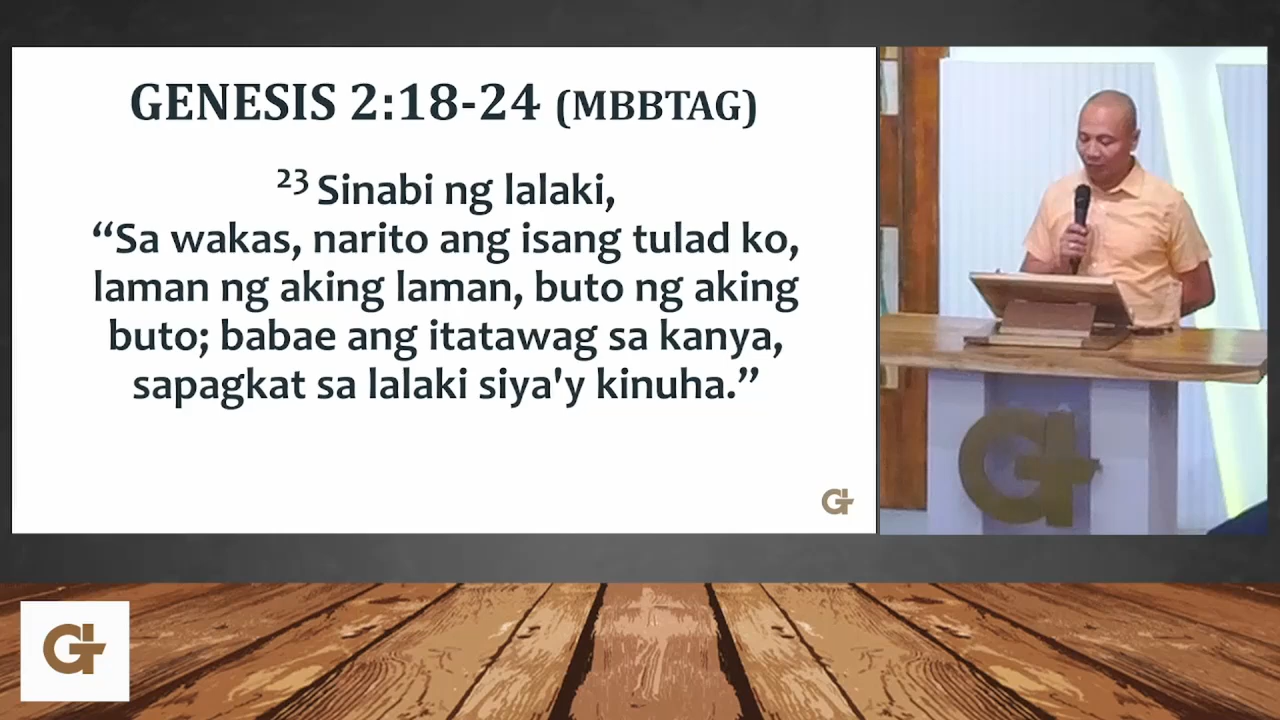 GENESIS 2:18-24 (MBBTAG)
23 Sinabi ng lalaki,
“Sa wakas, narito ang isang tulad ko,
laman ng aking laman, buto ng aking
buto; babae ang itatawag sa kanya,
sapagkat sa lalaki siya'y kinuha.”